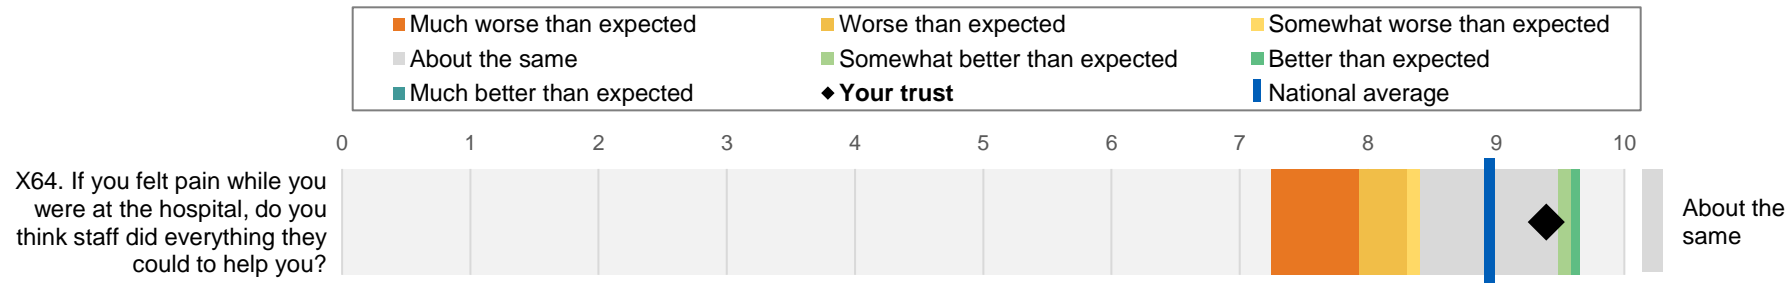 Much worse than expected
Worse than expected
Somewhat worse than expected
About the same
Somewhat better than expected
Better than expected
Much better than expected
Your trust
National average
0 1 2 3 4 5 6 7 8 9 10
X64. If you felt pain while you
were at the hospital, do you
think staff did everything they
could to help you?
About the
same